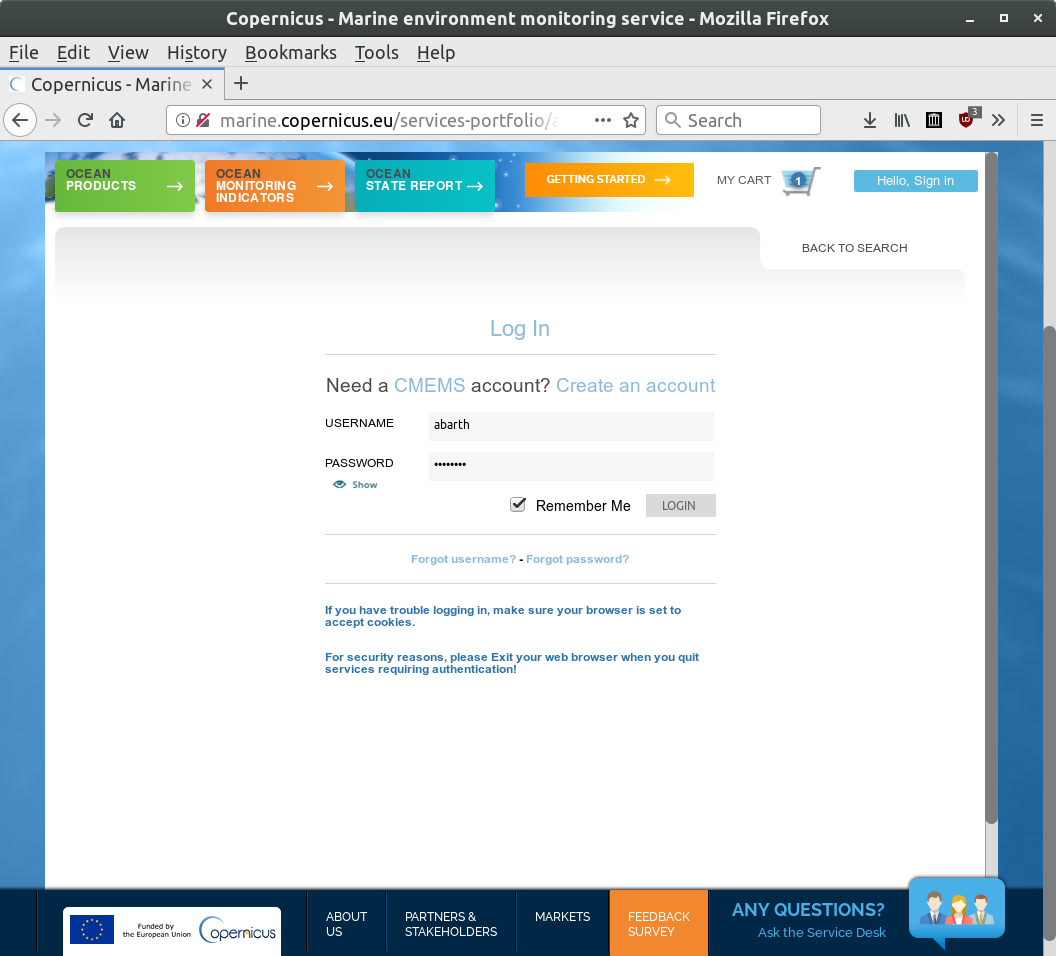 Copernicus - Marine environment monitoring service - Mozilla Firefox
File Edit View History Bookmarks Tools Help
Copernicus - Marine
marine.copernicus.eu/services-portfolio/a
Search
3
OCEAN
PRODUCTS
OCEAN
MONITORING
INDICATORS
OCEAN
STATE REPORT
GETTING STARTED
MY CART
1
Hello, Sign in
BACK TO SEARCH
Log In
Need a CMEMS account? Create an account
USERNAME
abarth
PASSWORD
••••••••
Show
Remember Me
LOGIN
Forgot username? - Forgot password?
If you have trouble logging in, make sure your browser is set to
accept cookies.
For security reasons, please Exit your web browser when you quit
services requiring authentication!
Funded by
the European Union
Copernicus
ABOUT
US
PARTNERS &
STAKEHOLDERS
MARKETS
FEEDBACK
SURVEY
ANY QUESTIONS?
Ask the Service Desk